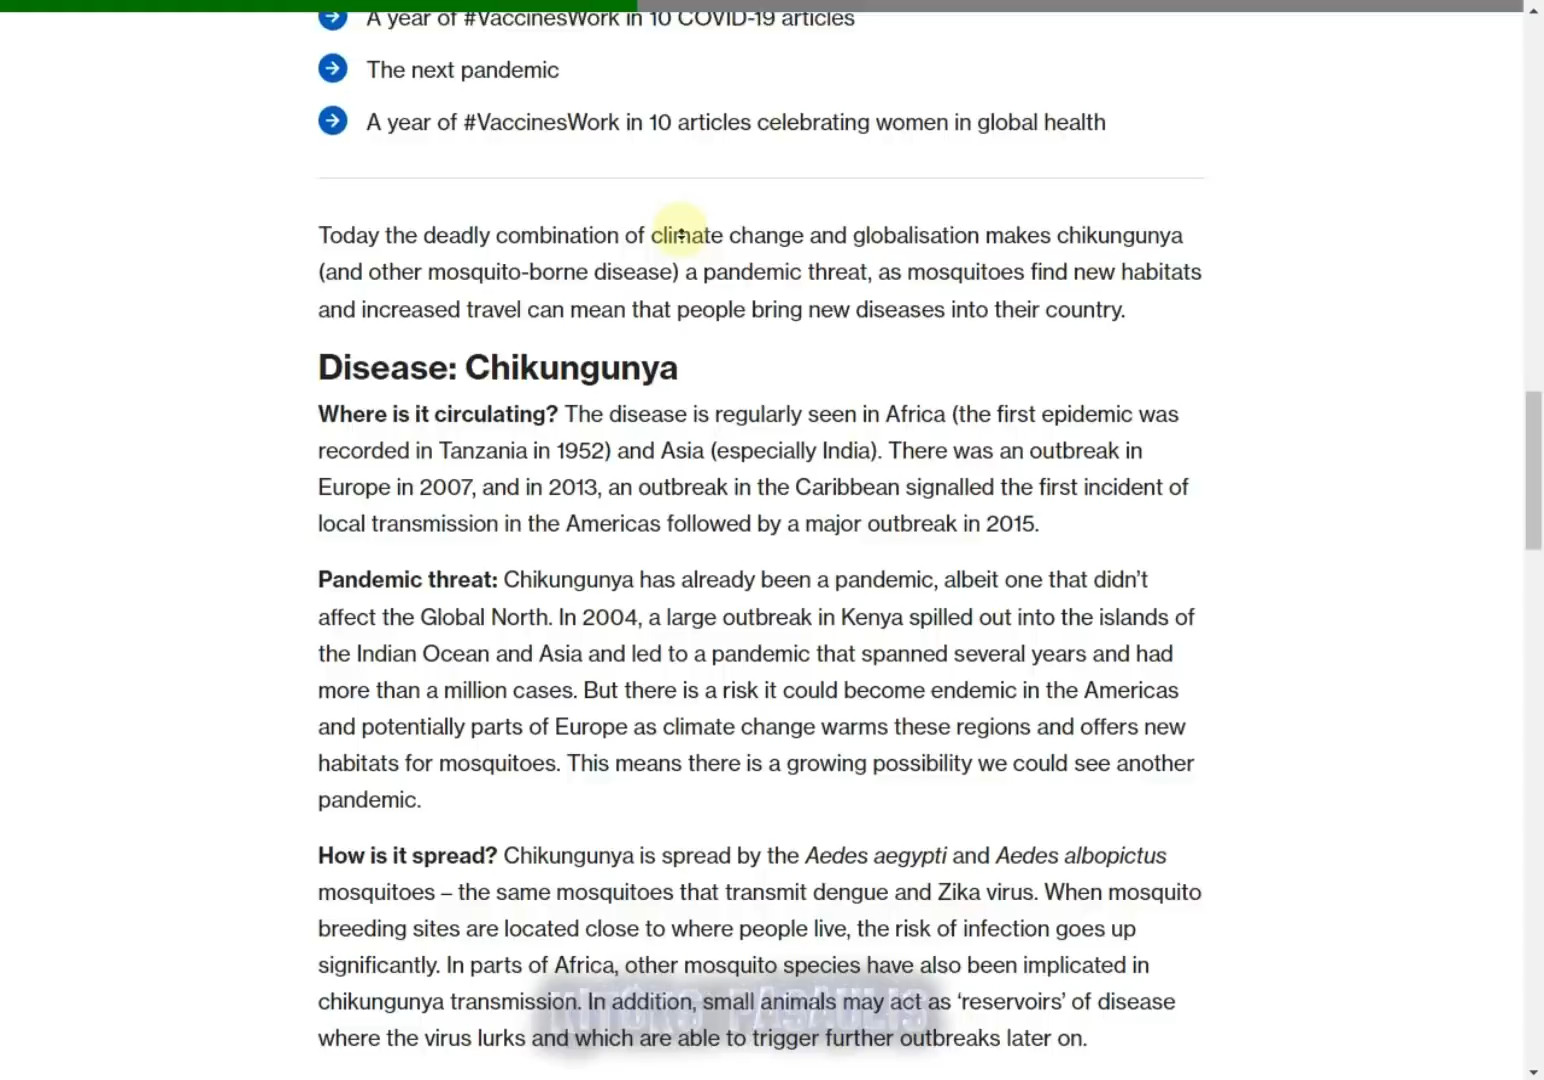 A year of #VaccinesWork in 10 COVID-19 articles
The next pandemic
A year of #VaccinesWork in 10 articles celebrating women in global health
Today the deadly combination of climate change and globalisation makes chikungunya
(and other mosquito-borne disease) a pandemic threat, as mosquitoes find new habitats
and increased travel can mean that people bring new diseases into their country.
Disease: Chikungunya
Where is it circulating? The disease is regularly seen in Africa (the first epidemic was
recorded in Tanzania in 1952) and Asia (especially India). There was an outbreak in
Europe in 2007, and in 2013, an outbreak in the Caribbean signalled the first incident of
local transmission in the Americas followed by a major outbreak in 2015.
Pandemic threat: Chikungunya has already been a pandemic, albeit one that didn’t
affect the Global North. In 2004, a large outbreak in Kenya spilled out into the islands of
the Indian Ocean and Asia and led to a pandemic that spanned several years and had
more than a million cases. But there is a risk it could become endemic in the Americas
and potentially parts of Europe as climate change warms these regions and offers new
habitats for mosquitoes. This means there is a growing possibility we could see another
pandemic.
How is it spread? Chikungunya is spread by the Aedes aegypti and Aedes albopictus
mosquitoes – the same mosquitoes that transmit dengue and Zika virus. When mosquito
breeding sites are located close to where people live, the risk of infection goes up
significantly. In parts of Africa, other mosquito species have also been implicated in
chikungunya transmission. In addition, small animals may act as ‘reservoirs’ of disease
where the virus lurks and which are able to trigger further outbreaks later on.